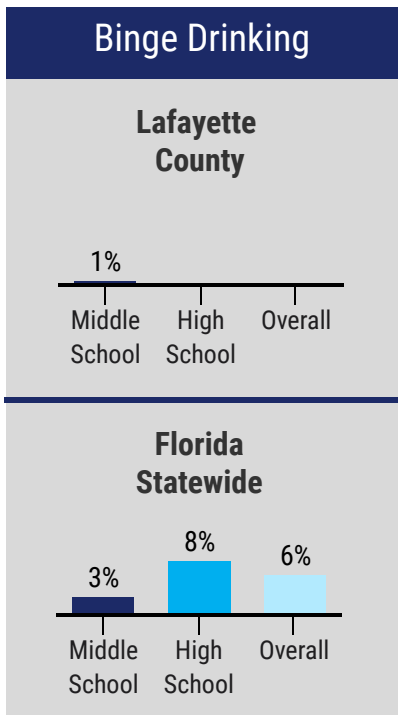 Binge Drinking
Lafayette
County
1%
Middle
School
High
School
Overall
Florida
Statewide
3%
8%
6%
Middle
School
High
School
Overall